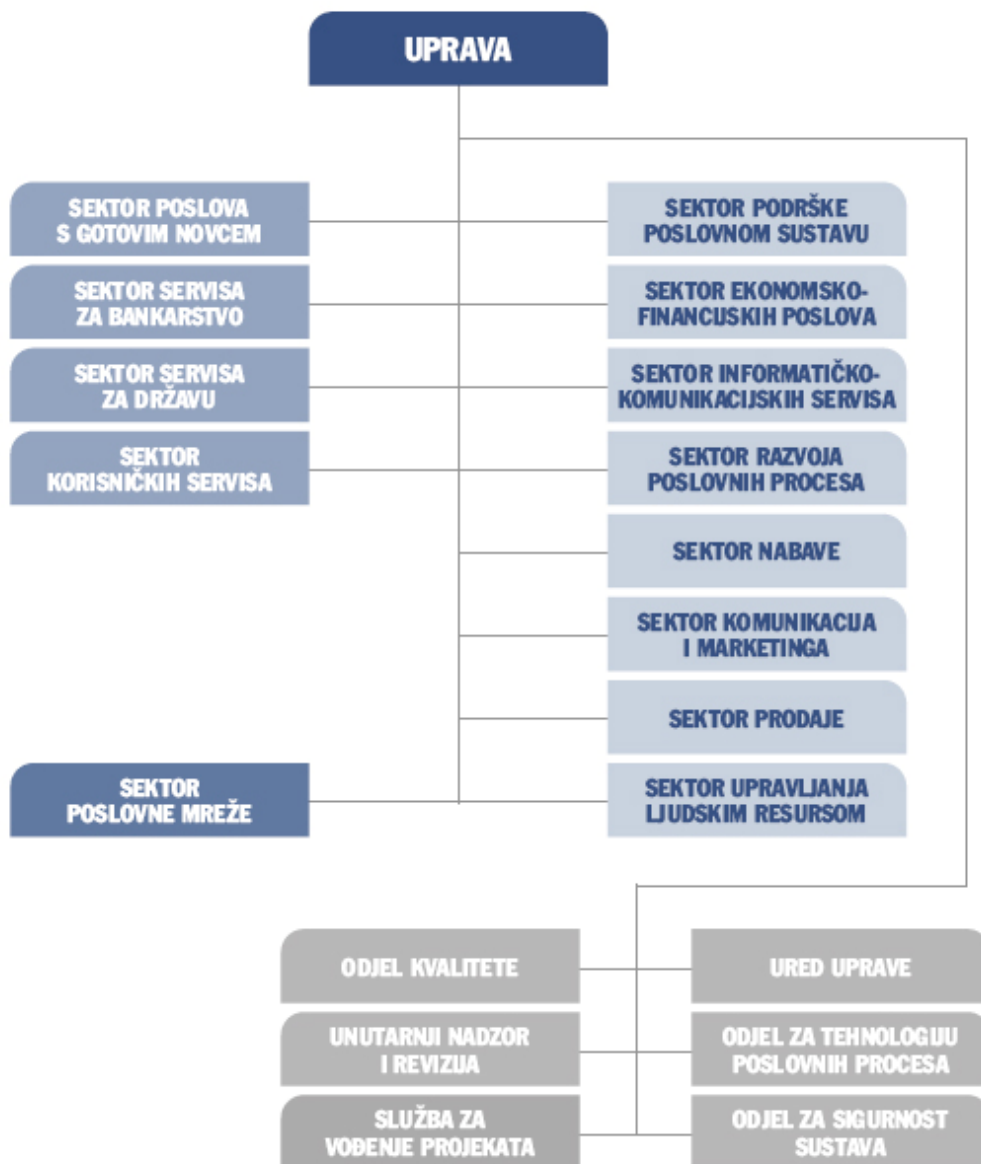 UPRAVA
SEKTOR POSLOVA
S GOTOVIM NOVCEM
SEKTOR SERVISA
ZA BANKARSTVO
SEKTOR SERVISA
ZA DRŽAVU
SEKTOR
KORISNIČKIH SERVISA
SEKTOR
POSLOVNE MREŽE
SEKTOR PODRŠKE
POSLOVNOM SUSTAVU
SEKTOR EKONOMSKO-
FINANCIJSKIH POSLOVA
SEKTOR INFORMATIČKO-
KOMUNIKACIJSKIH SERVISA
SEKTOR RAZVOJA
POSLOVNIH PROCESA
SEKTOR NABAVE
SEKTOR KOMUNIKACIJA
I MARKETINGA
SEKTOR PRODAJE
SEKTOR UPRAVLJANJA
LJUDSKIM RESURSOM
ODJEL KVALITETE
UNUTARNJI NADZOR
I REVIZIJA
SLUŽBA ZA
VOĐENJE PROJEKATA
URED UPRAVE
ODJEL ZA TEHNOLOGIJU
POSLOVNIH PROCESA
ODJEL ZA SIGURNOST
SUSTAVA